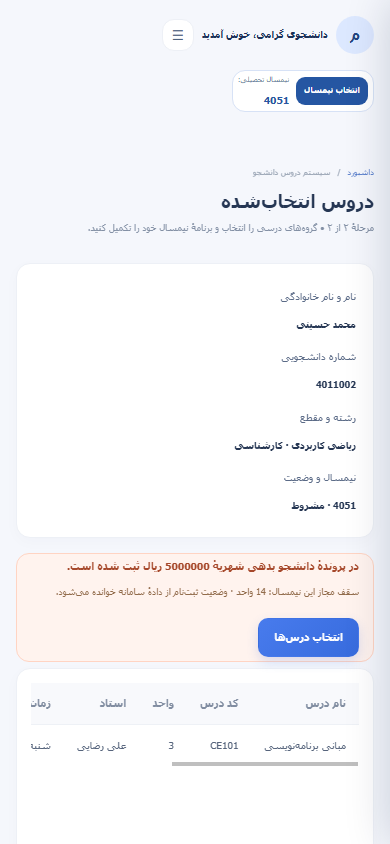 م
دانشجوی گرامی، خوش آمدید
☰
انتخاب نیمسال
نیمسال تحصیلی:
4051
داشبورد / سیستم دروس دانشجو
دروس انتخاب‌شده
مرحلهٔ ۲ از ۲ • گروه‌های درسی را انتخاب و برنامهٔ نیمسال خود را تکمیل کنید.
نام و نام خانوادگی
محمد حسینی
شماره دانشجویی
4011002
رشته و مقطع
ریاضی کاربردی · کارشناسی
نیمسال و وضعیت
4051 · مشروط
در پروندهٔ دانشجو بدهی شهریهٔ 5000000 ریال ثبت شده است.
سقف مجاز این نیمسال: 14 واحد · وضعیت ثبت‌نام از دادهٔ سامانه خوانده می‌شود.
انتخاب درس‌ها
نام درس کد درس واحد استاد زمان
مبانی برنامه‌نویسی CE101 3 علی رضایی شنبه